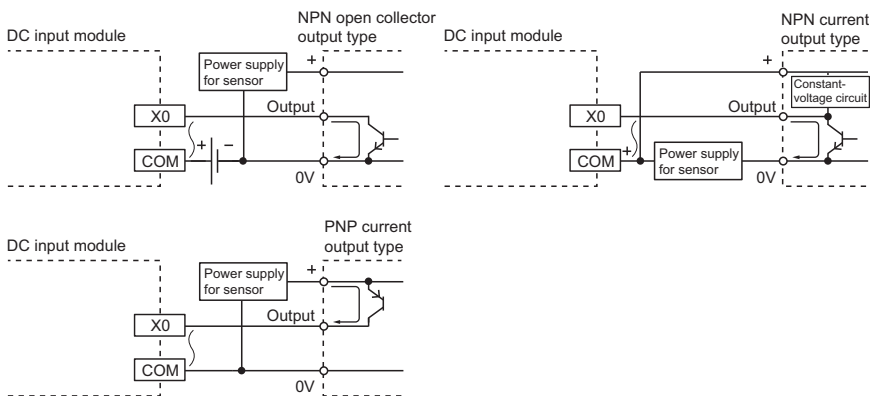 NPN open collector
output type
DC input module
Power supply
for sensor
+
Output
X0
+
−
COM
0V
NPN current
output type
DC input module
+
Constant-
voltage circuit
Output
X0
COM
+
Power supply
for sensor
0V
PNP current
output type
DC input module
Power supply
for sensor
+
Output
X0
COM
0V